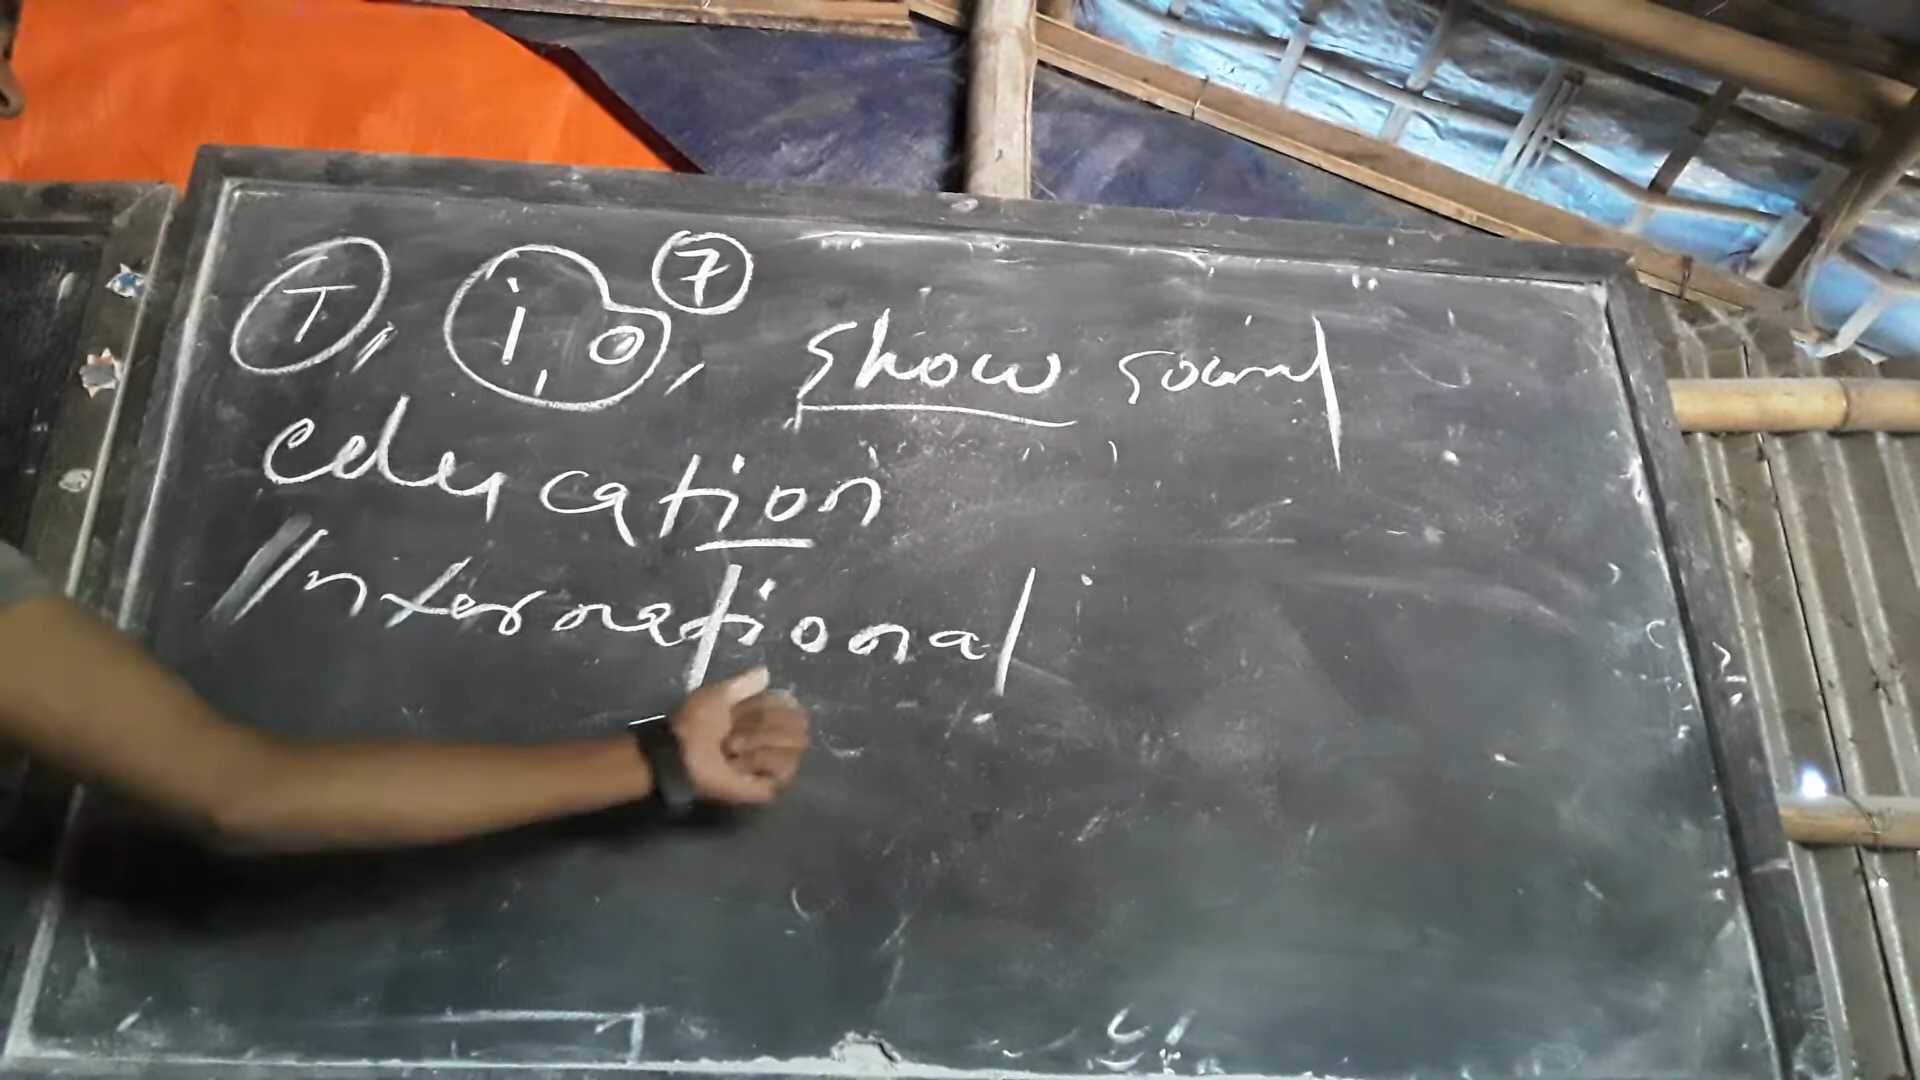 T, i, o, 7, show sound
education
International